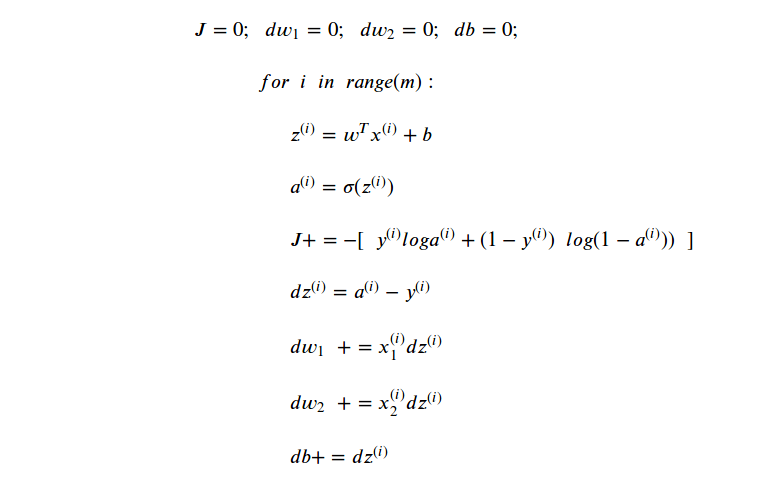 J = 0; dw₁ = 0; dw₂ = 0; db = 0;
for i in range(m) :
z⁽ⁱ⁾ = wᵀx⁽ⁱ⁾ + b
a⁽ⁱ⁾ = σ(z⁽ⁱ⁾)
J+ = −[ y⁽ⁱ⁾loga⁽ⁱ⁾ + (1 − y⁽ⁱ⁾) log(1 − a⁽ⁱ⁾)) ]
dz⁽ⁱ⁾ = a⁽ⁱ⁾ − y⁽ⁱ⁾
dw₁ + = x₁⁽ⁱ⁾dz⁽ⁱ⁾
dw₂ + = x₂⁽ⁱ⁾dz⁽ⁱ⁾
db+ = dz⁽ⁱ⁾